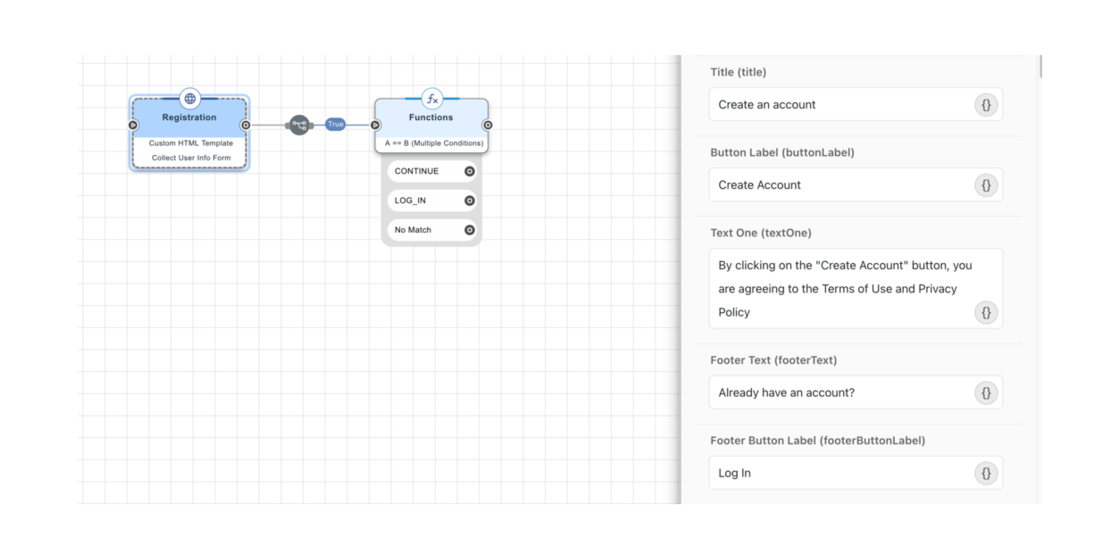 Registration
Custom HTML Template
Collect User Info Form
True
Functions
A == B (Multiple Conditions)
CONTINUE
LOG_IN
No Match
Title (title)
Create an account
{}
Button Label (buttonLabel)
Create Account
{}
Text One (textOne)
By clicking on the "Create Account" button, you
are agreeing to the Terms of Use and Privacy
Policy
{}
Footer Text (footerText)
Already have an account?
{}
Footer Button Label (footerButtonLabel)
Log In
{}